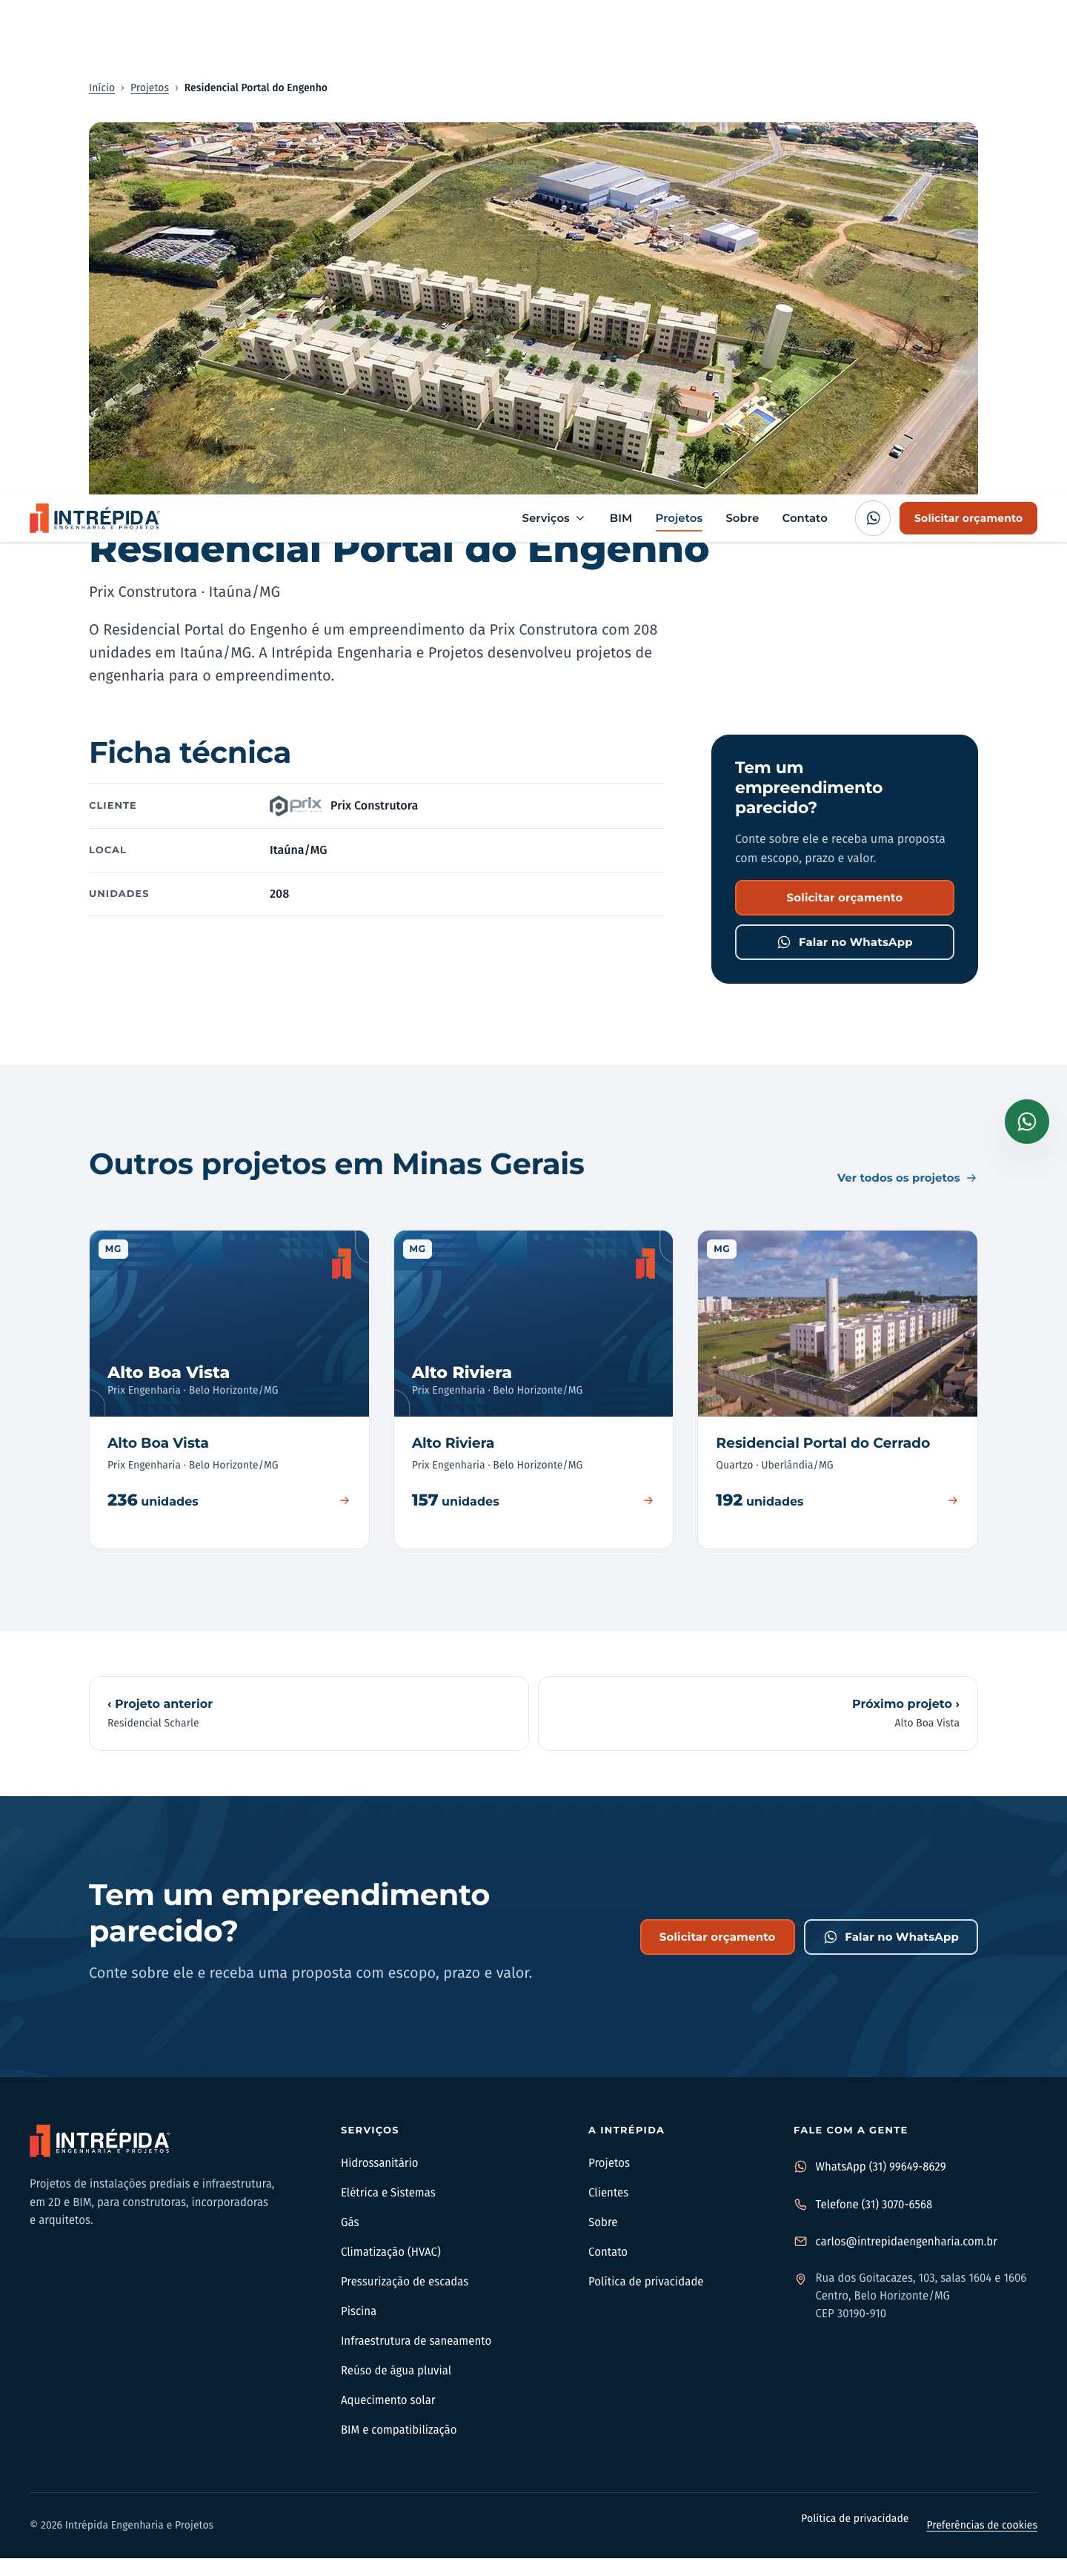 Início › Projetos › Residencial Portal do Engenho
INTRÉPIDA
ENGENHARIA E PROJETOS
Serviços
BIM
Projetos
Sobre
Contato
Solicitar orçamento
Residencial Portal do Engenho
Prix Construtora · Itaúna/MG
O Residencial Portal do Engenho é um empreendimento da Prix Construtora com 208
unidades em Itaúna/MG. A Intrépida Engenharia e Projetos desenvolveu projetos de
engenharia para o empreendimento.
Ficha técnica
CLIENTE
prix
Prix Construtora
LOCAL
Itaúna/MG
UNIDADES
208
Tem um
empreendimento
parecido?
Conte sobre ele e receba uma proposta
com escopo, prazo e valor.
Solicitar orçamento
Falar no WhatsApp
Outros projetos em Minas Gerais
Ver todos os projetos →
MG
Alto Boa Vista
Prix Engenharia · Belo Horizonte/MG
Alto Boa Vista
Prix Engenharia · Belo Horizonte/MG
236 unidades →
MG
Alto Riviera
Prix Engenharia · Belo Horizonte/MG
Alto Riviera
Prix Engenharia · Belo Horizonte/MG
157 unidades →
MG
Residencial Portal do Cerrado
Quartzo · Uberlândia/MG
192 unidades →
‹ Projeto anterior
Residencial Scharle
Próximo projeto ›
Alto Boa Vista
Tem um empreendimento
parecido?
Conte sobre ele e receba uma proposta com escopo, prazo e valor.
Solicitar orçamento
Falar no WhatsApp
INTRÉPIDA
ENGENHARIA E PROJETOS
Projetos de instalações prediais e infraestrutura,
em 2D e BIM, para construtoras, incorporadoras
e arquitetos.
SERVIÇOS
Hidrossanitário
Elétrica e Sistemas
Gás
Climatização (HVAC)
Pressurização de escadas
Piscina
Infraestrutura de saneamento
Reúso de água pluvial
Aquecimento solar
BIM e compatibilização
A INTRÉPIDA
Projetos
Clientes
Sobre
Contato
Política de privacidade
FALE COM A GENTE
WhatsApp (31) 99649-8629
Telefone (31) 3070-6568
carlos@intrepidaengenharia.com.br
Rua dos Goitacazes, 103, salas 1604 e 1606
Centro, Belo Horizonte/MG
CEP 30190-910
© 2026 Intrépida Engenharia e Projetos
Política de privacidade
Preferências de cookies